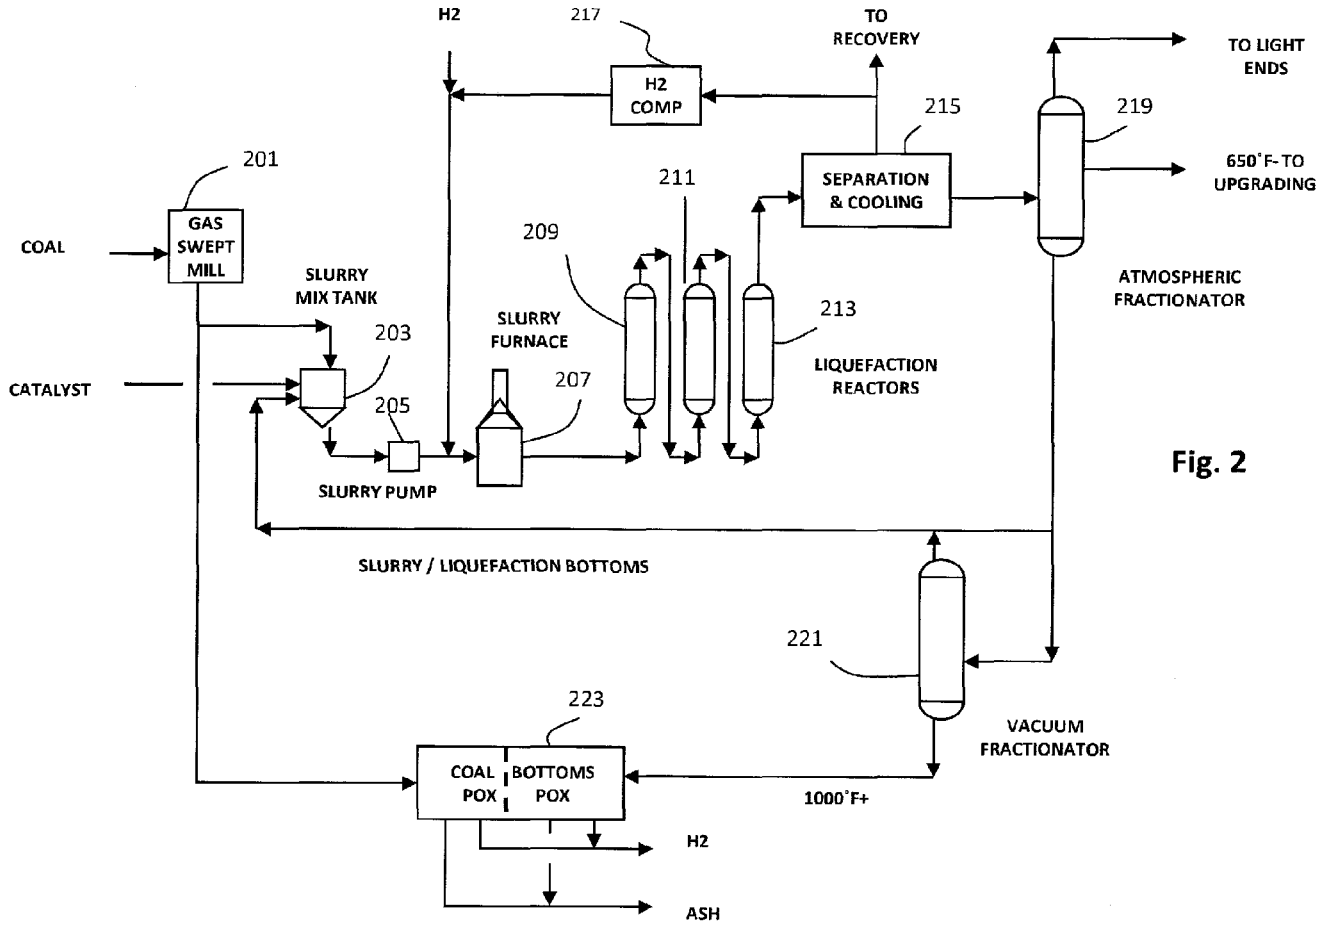 H2
217
TO
RECOVERY
TO LIGHT
ENDS
H2
COMP
215
219
201
650°F- TO
UPGRADING
SEPARATION
& COOLING
211
GAS
SWEPT
MILL
COAL
209
ATMOSPHERIC
FRACTIONATOR
SLURRY
MIX TANK
SLURRY
FURNACE
213
203
LIQUEFACTION
REACTORS
CATALYST
207
205
Fig. 2
SLURRY PUMP
SLURRY / LIQUEFACTION BOTTOMS
221
223
VACUUM
FRACTIONATOR
COAL
POX
BOTTOMS
POX
1000°F+
H2
ASH